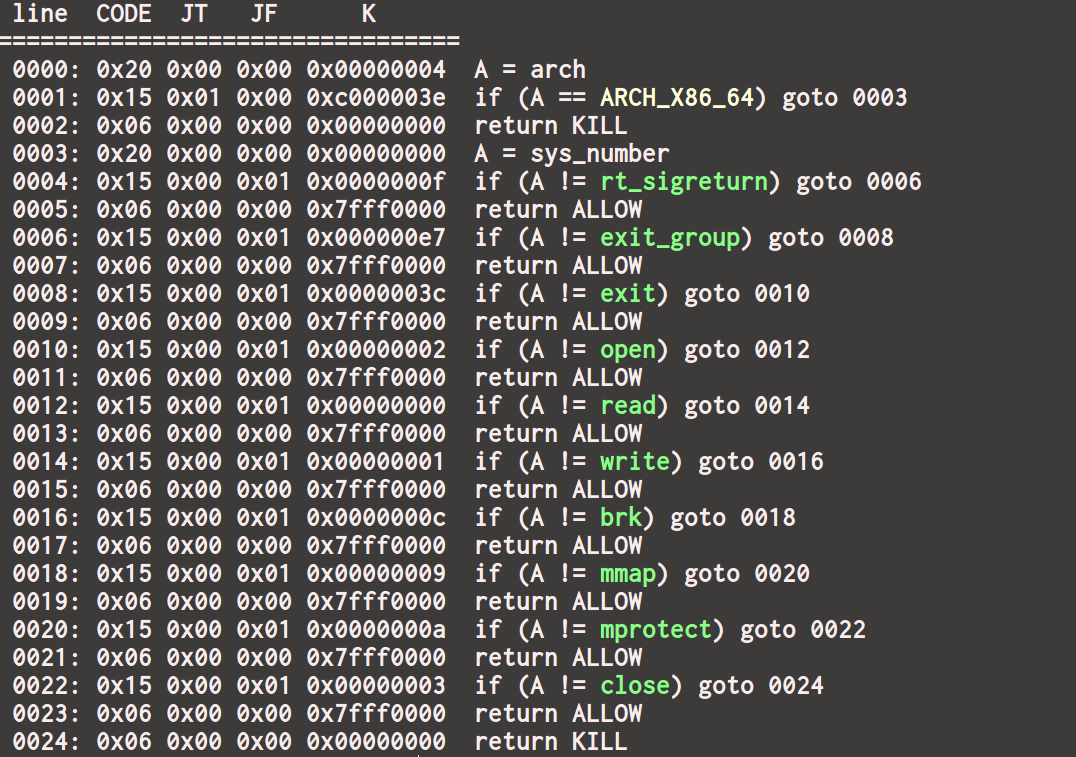 line  CODE  JT   JF      K
=================================
0000: 0x20 0x00 0x00 0x00000004  A = arch
0001: 0x15 0x01 0x00 0xc000003e  if (A == ARCH_X86_64) goto 0003
0002: 0x06 0x00 0x00 0x00000000  return KILL
0003: 0x20 0x00 0x00 0x00000000  A = sys_number
0004: 0x15 0x00 0x01 0x0000000f  if (A != rt_sigreturn) goto 0006
0005: 0x06 0x00 0x00 0x7fff0000  return ALLOW
0006: 0x15 0x00 0x01 0x000000e7  if (A != exit_group) goto 0008
0007: 0x06 0x00 0x00 0x7fff0000  return ALLOW
0008: 0x15 0x00 0x01 0x0000003c  if (A != exit) goto 0010
0009: 0x06 0x00 0x00 0x7fff0000  return ALLOW
0010: 0x15 0x00 0x01 0x00000002  if (A != open) goto 0012
0011: 0x06 0x00 0x00 0x7fff0000  return ALLOW
0012: 0x15 0x00 0x01 0x00000000  if (A != read) goto 0014
0013: 0x06 0x00 0x00 0x7fff0000  return ALLOW
0014: 0x15 0x00 0x01 0x00000001  if (A != write) goto 0016
0015: 0x06 0x00 0x00 0x7fff0000  return ALLOW
0016: 0x15 0x00 0x01 0x0000000c  if (A != brk) goto 0018
0017: 0x06 0x00 0x00 0x7fff0000  return ALLOW
0018: 0x15 0x00 0x01 0x00000009  if (A != mmap) goto 0020
0019: 0x06 0x00 0x00 0x7fff0000  return ALLOW
0020: 0x15 0x00 0x01 0x0000000a  if (A != mprotect) goto 0022
0021: 0x06 0x00 0x00 0x7fff0000  return ALLOW
0022: 0x15 0x00 0x01 0x00000003  if (A != close) goto 0024
0023: 0x06 0x00 0x00 0x7fff0000  return ALLOW
0024: 0x06 0x00 0x00 0x00000000  return KILL